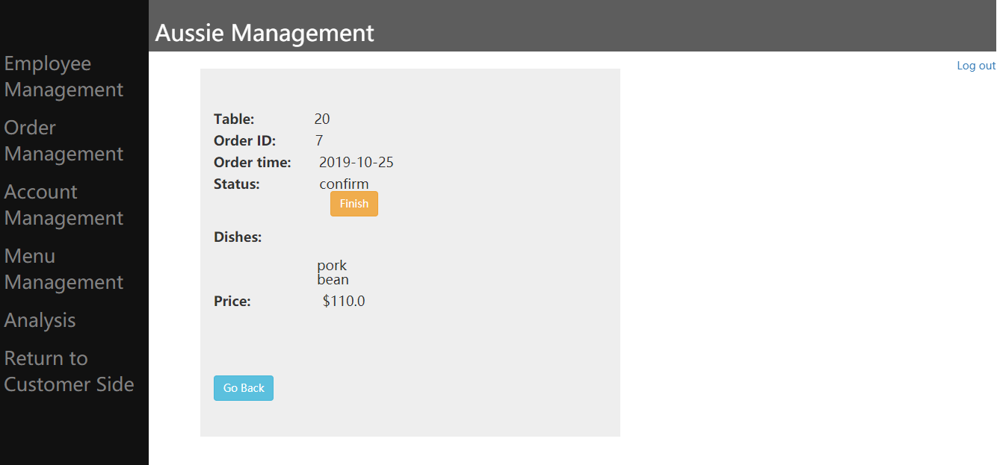 Aussie Management
Log out
Employee
Management
Order
Management
Account
Management
Menu
Management
Analysis
Return to
Customer Side
Table: 20
Order ID: 7
Order time: 2019-10-25
Status: confirm
Finish
Dishes:
pork
bean
Price: $110.0
Go Back